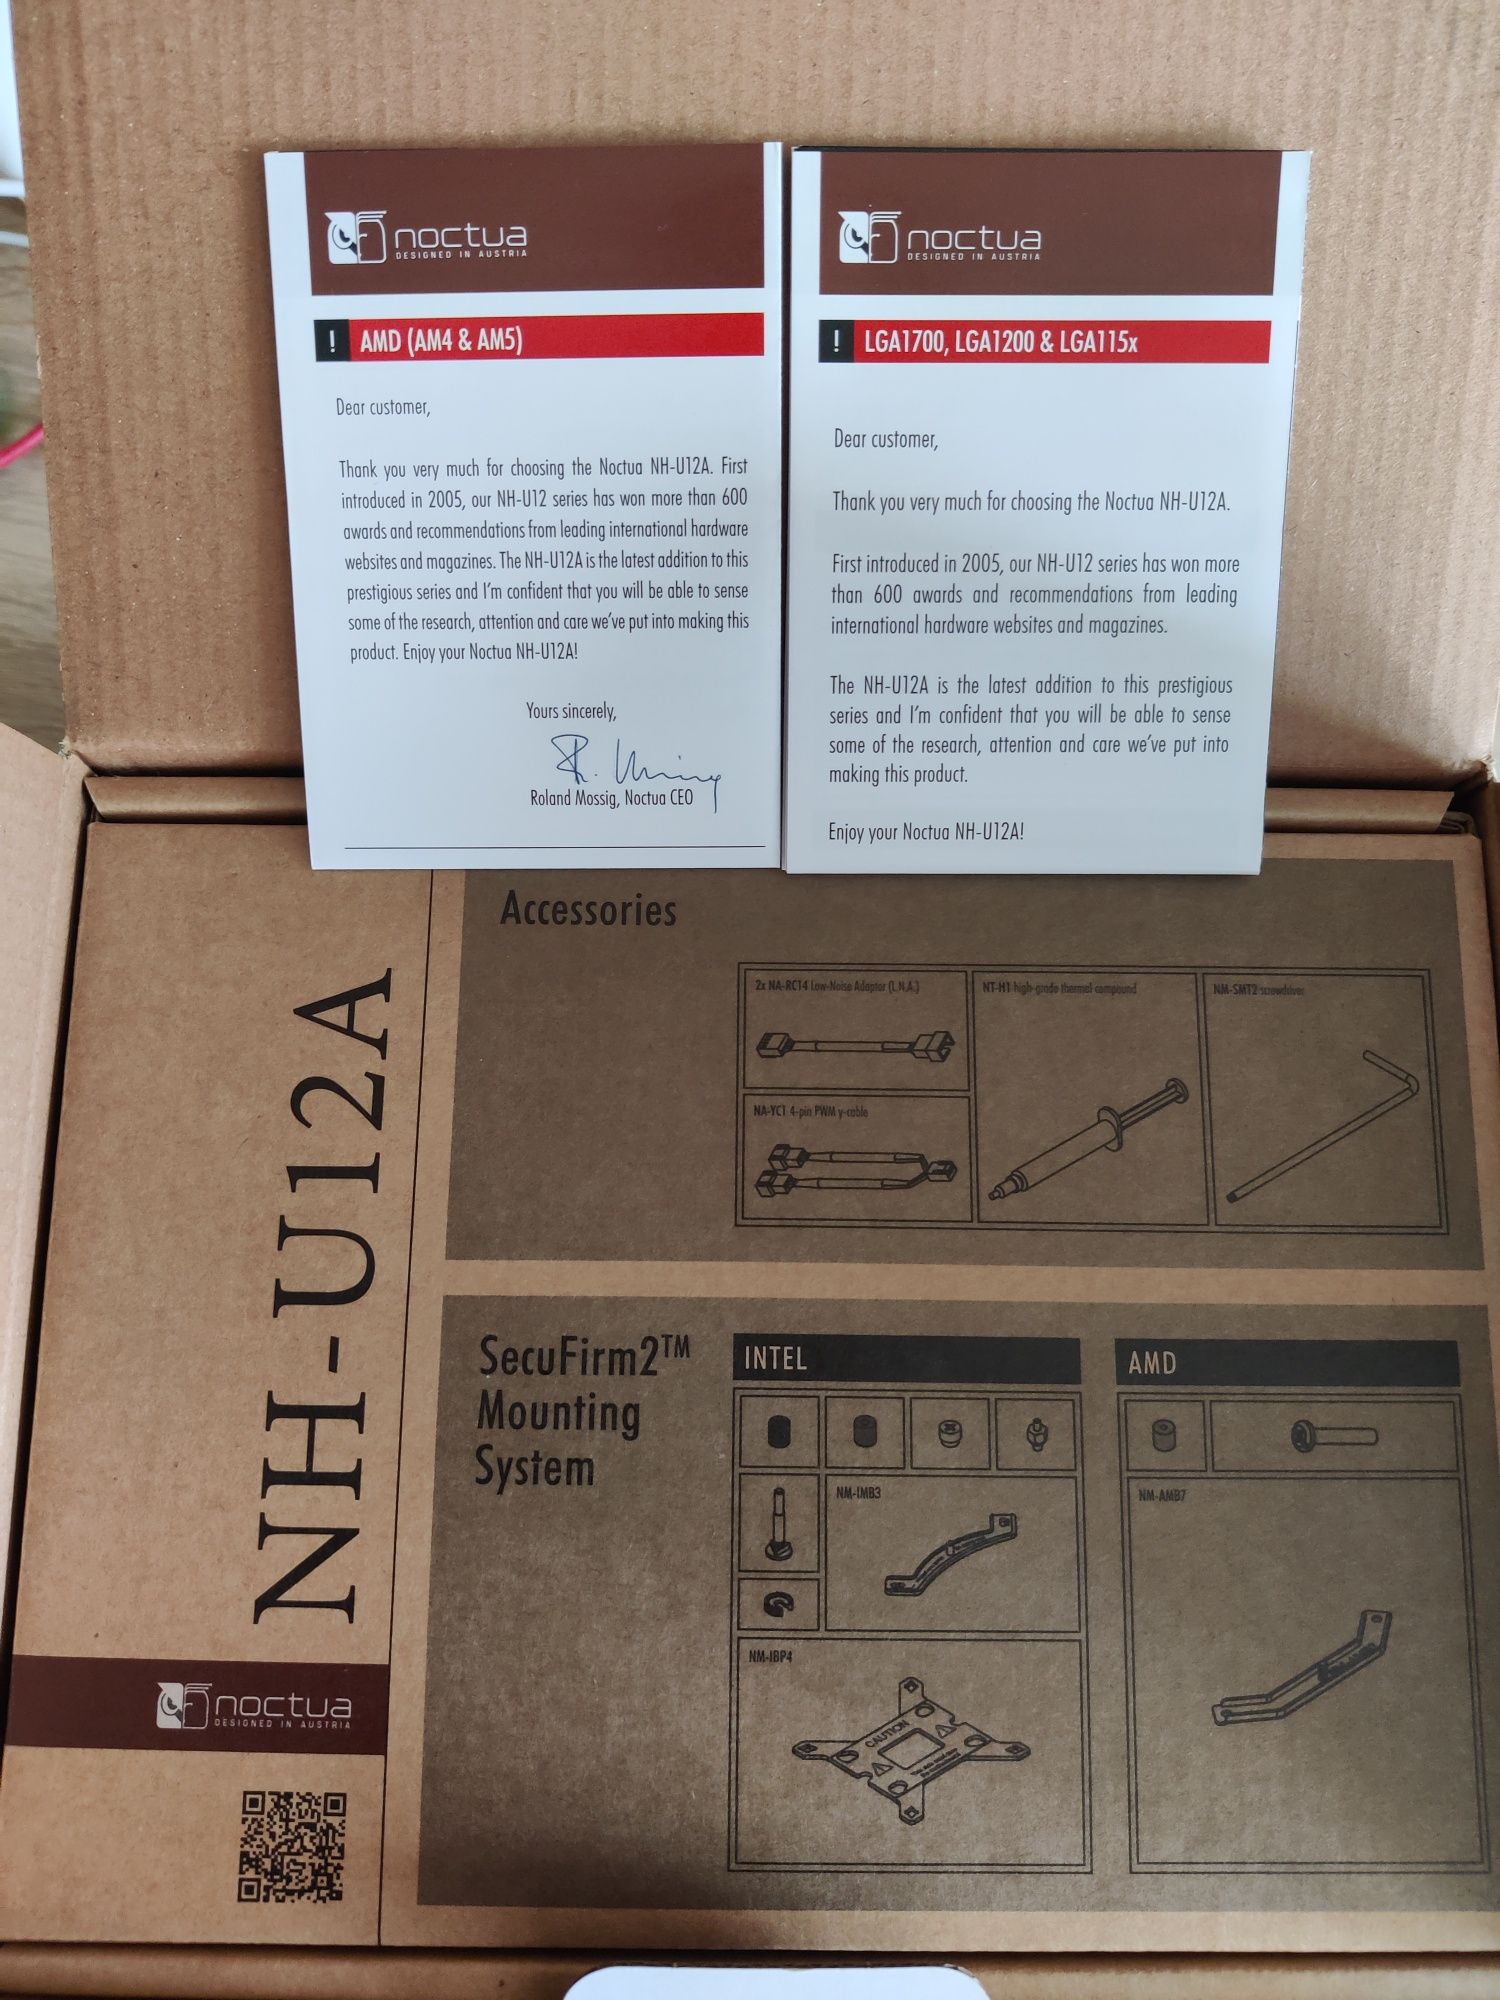 noctua
DESIGNED IN AUSTRIA
! AMD (AM4 & AM5)
Dear customer,
Thank you very much for choosing the Noctua NH-U12A. First
introduced in 2005, our NH-U12 series has won more than 600
awards and recommendations from leading international hardware
websites and magazines. The NH-U12A is the latest addition to this
prestigious series and I'm confident that you will be able to sense
some of the research, attention and care we've put into making this
product. Enjoy your Noctua NH-U12A!
Yours sincerely,
Roland Mossig, Noctua CEO
noctua
DESIGNED IN AUSTRIA
! LGA1700, LGA1200 & LGA115x
Dear customer,
Thank you very much for choosing the Noctua NH-U12A.
First introduced in 2005, our NH-U12 series has won more
than 600 awards and recommendations from leading
international hardware websites and magazines.
The NH-U12A is the latest addition to this prestigious
series and I'm confident that you will be able to sense
some of the research, attention and care we've put into
making this product.
Enjoy your Noctua NH-U12A!
NH-U12A
noctua
DESIGNED IN AUSTRIA
Accessories
2x NA-RC14 Low-Noise Adaptor (L.N.A.)
NA-YC1 4-pin PWM y-cable
NT-H1 high-grade thermal compound
NM-SMT2 screwdriver
SecuFirm2™
Mounting
System
INTEL
NM-IMB3
NM-IBP4
CAUTION
AMD
NM-AMB7